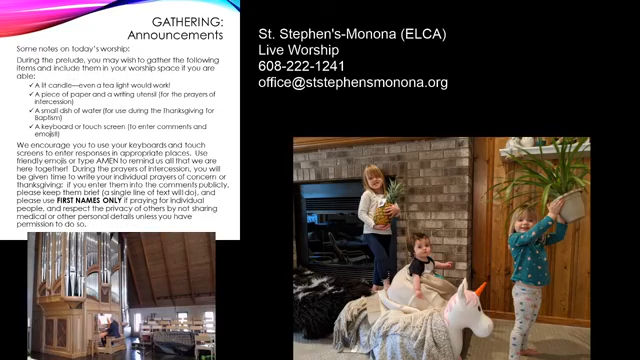 GATHERING:
Announcements
Some notes on today's worship:
During the prelude, you may wish to gather the following
items and include them in your worship space if you are
able:
✓A lit candle—even a tea light would work!
✓A piece of paper and a writing utensil (for the prayers of
intercession)
✓A small dish of water (for use during the Thanksgiving for
Baptism)
✓A keyboard or touch screen (to enter comments and
emojis!)
We encourage you to use your keyboards and touch
screens to enter responses in appropriate places. Use
friendly emojis or type AMEN to remind us all that we are
here together! During the prayers of intercession, you will
be given time to write your individual prayers of concern or
thanksgiving; if you enter them into the comments publicly,
please keep them brief (a single line of text will do), and
please use FIRST NAMES ONLY if praying for individual
people, and respect the privacy of others by not sharing
medical or other personal details unless you have
permission to do so.
St. Stephen's-Monona (ELCA)
Live Worship
608-222-1241
office@ststephensmonona.org